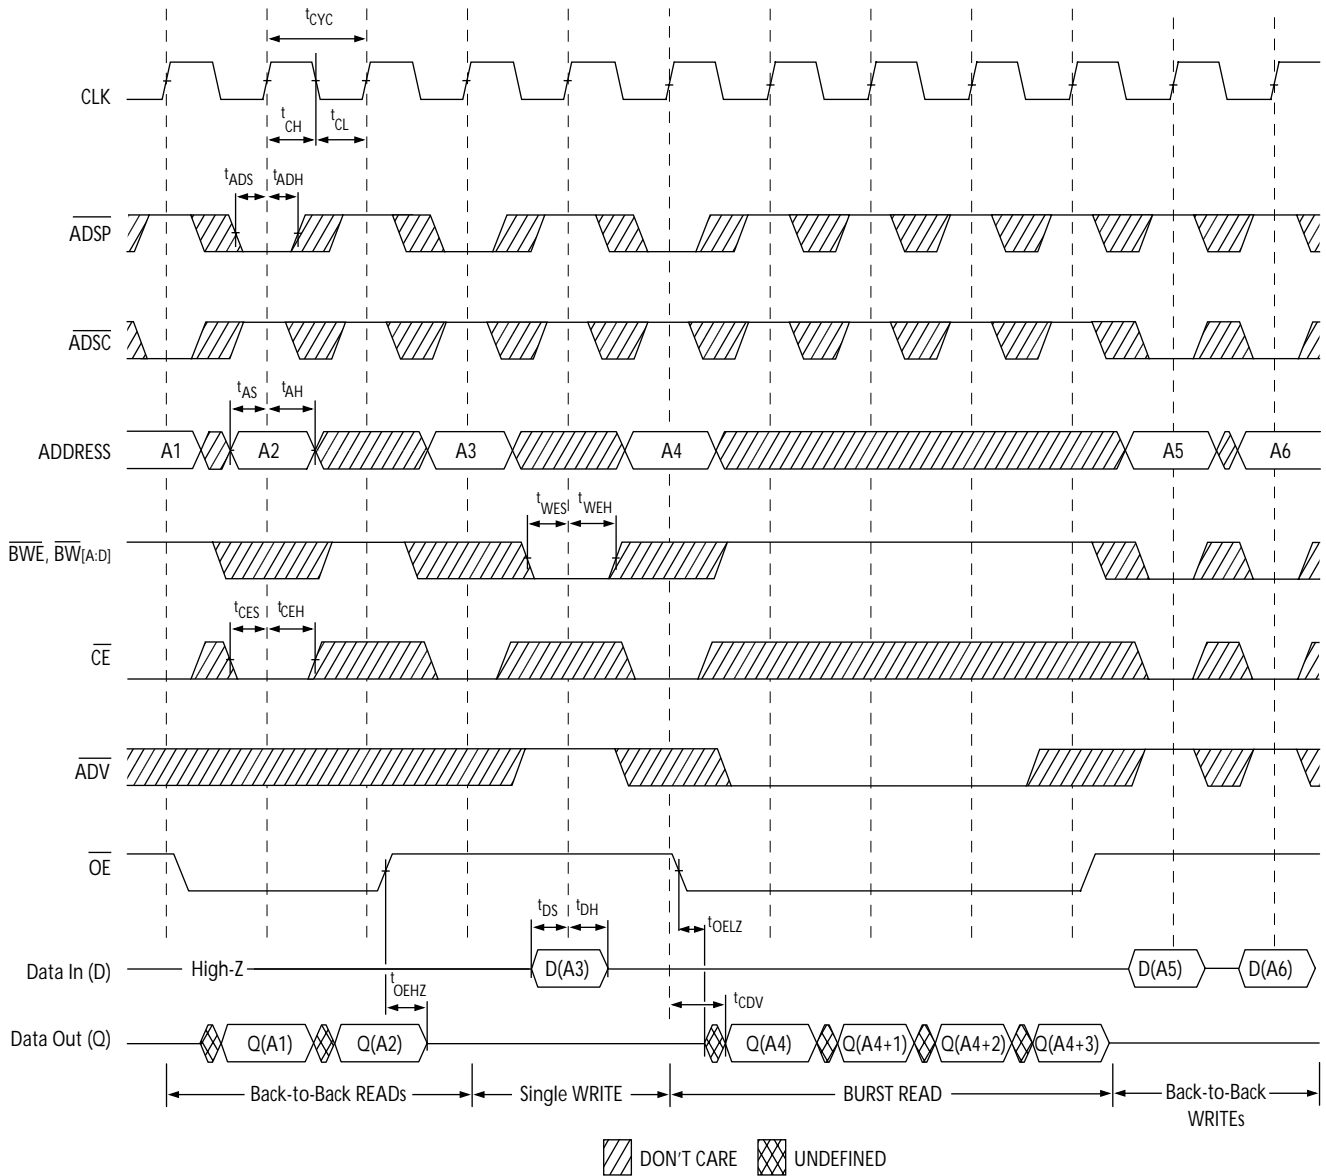 tCYC
CLK
tCH
tCL
tADS
tADH
ADSP
ADSC
tAS
tAH
ADDRESS
A1
A2
A3
A4
A5
A6
tWES
tWEH
BWE, BW[A:D]
tCES
tCEH
CE
ADV
OE
tDS
tDH
tOELZ
Data In (D)
High-Z
D(A3)
D(A5)
D(A6)
tOEHZ
tCDV
Data Out (Q)
Q(A1)
Q(A2)
Q(A4)
Q(A4+1)
Q(A4+2)
Q(A4+3)
Back-to-Back READs
Single WRITE
BURST READ
Back-to-Back
WRITEs
DON'T CARE
UNDEFINED